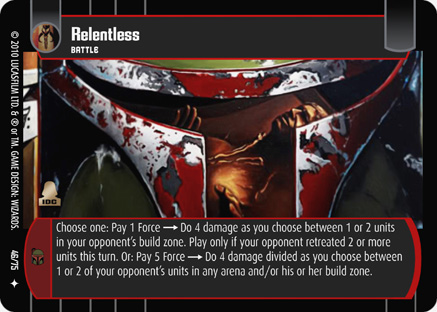 Relentless
BATTLE
© 2010 LUCASFILM LTD. & ® or TM. GAME DESIGN: WIZARDS.
IDC
Choose one: Pay 1 Force → Do 4 damage as you choose between 1 or 2 units
in your opponent's build zone. Play only if your opponent retreated 2 or more
units this turn. Or: Pay 5 Force → Do 4 damage divided as you choose between
1 or 2 of your opponent's units in any arena and/or his or her build zone.
46/75